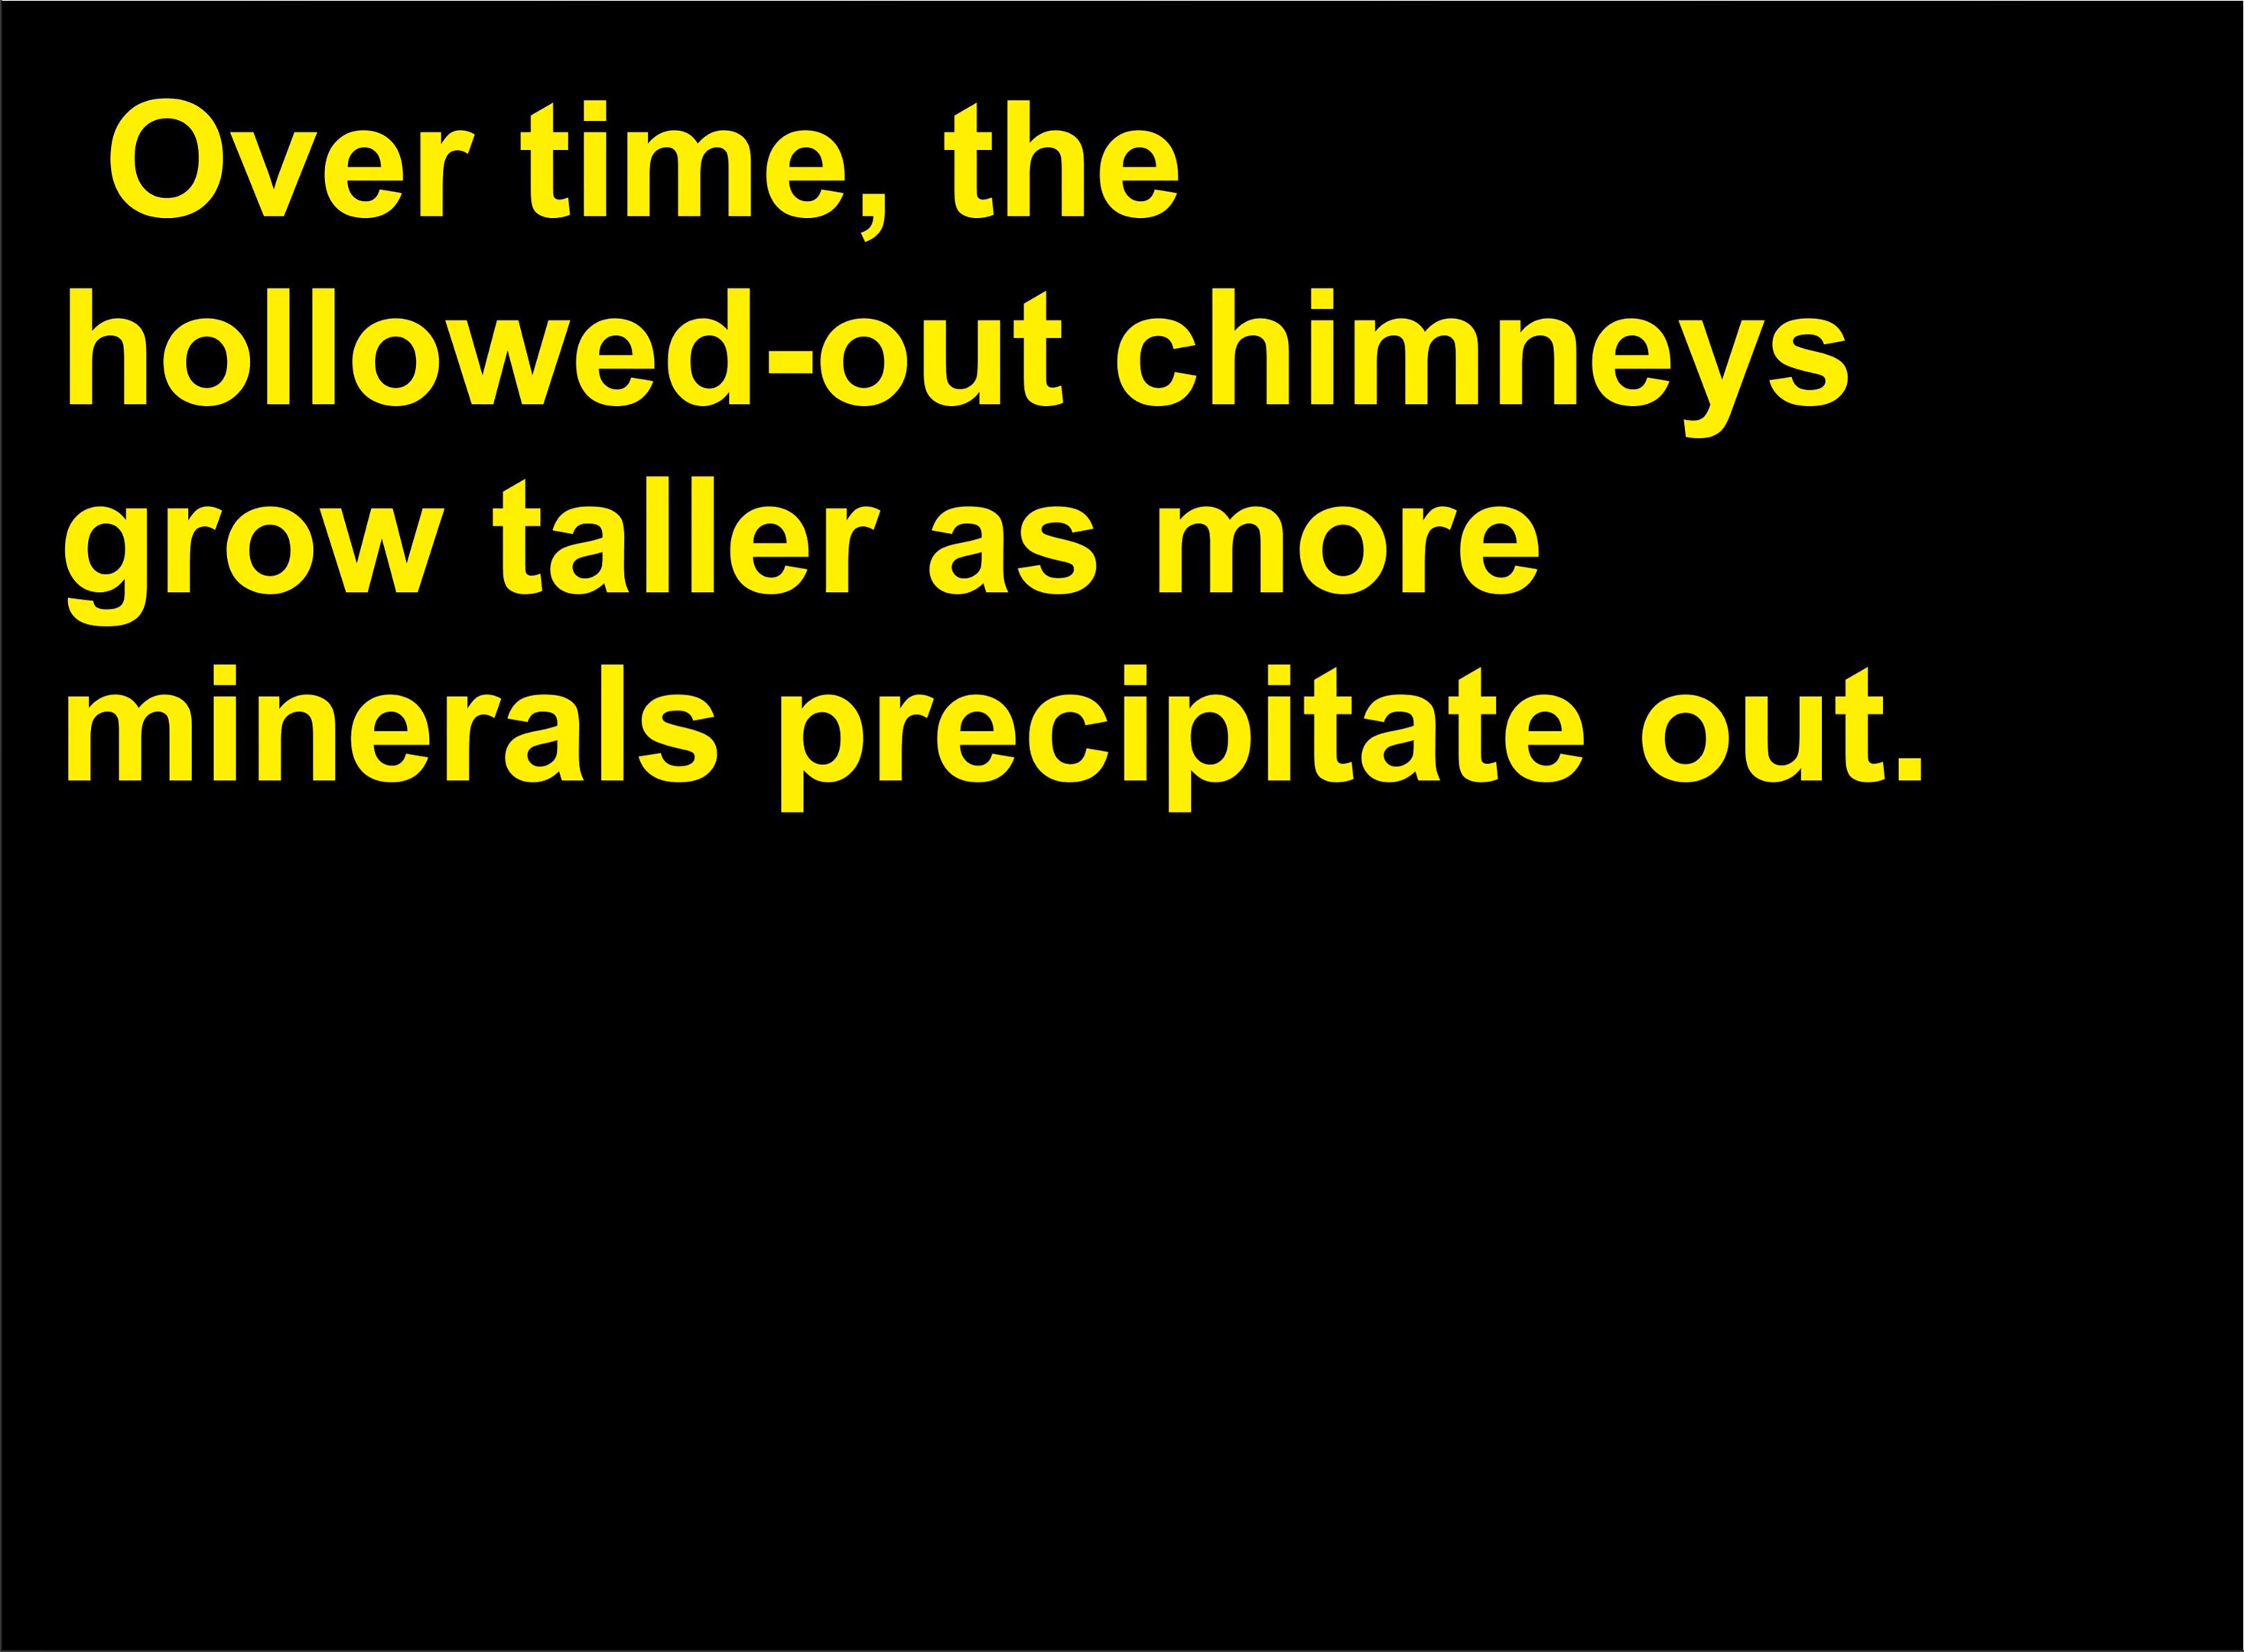 Over time, the
hollowed-out chimneys
grow taller as more
minerals precipitate out.